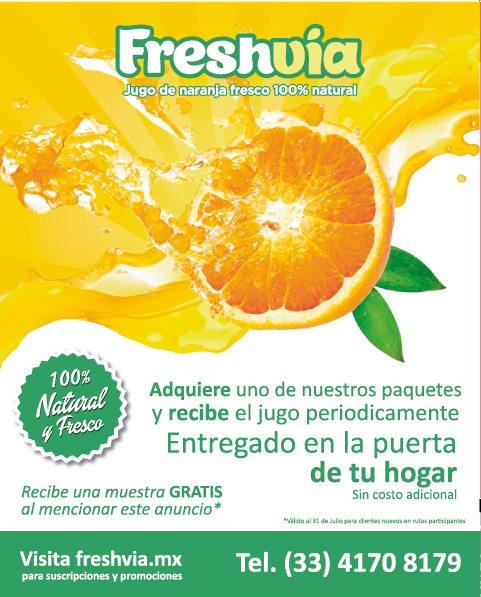 Freshvía
Jugo de naranja fresco 100% natural
100%
Natural
y Fresco
Adquiere uno de nuestros paquetes
y recibe el jugo periodicamente
Entregado en la puerta
de tu hogar
Sin costo adicional
Recibe una muestra GRATIS
al mencionar este anuncio*
*Válido al 31 de Julio para clientes nuevos en rutas participantes
Visita freshvia.mx
para suscripciones y promociones
Tel. (33) 4170 8179